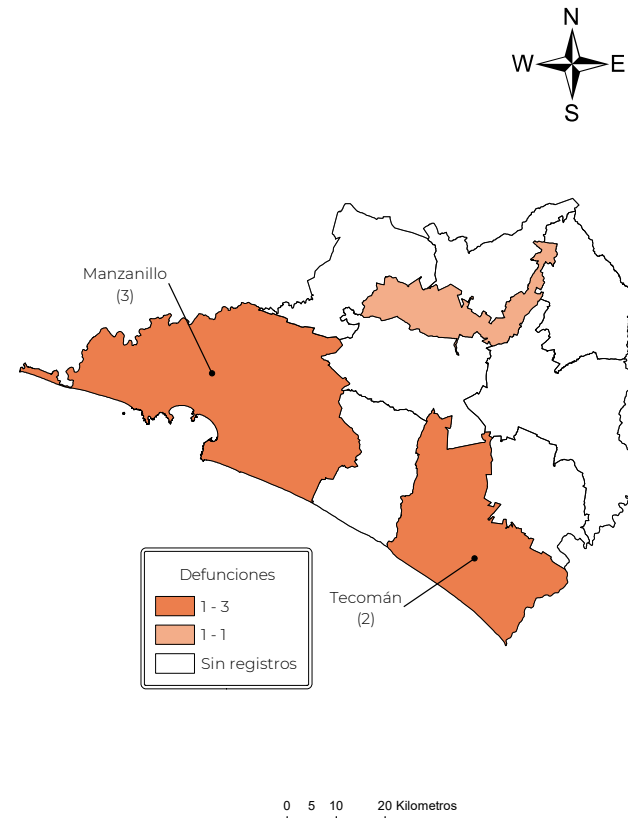 N
W E
S
Manzanillo
(3)
Defunciones
1 - 3
1 - 1
Sin registros
Tecomán
(2)
0 5 10 20 Kilometros